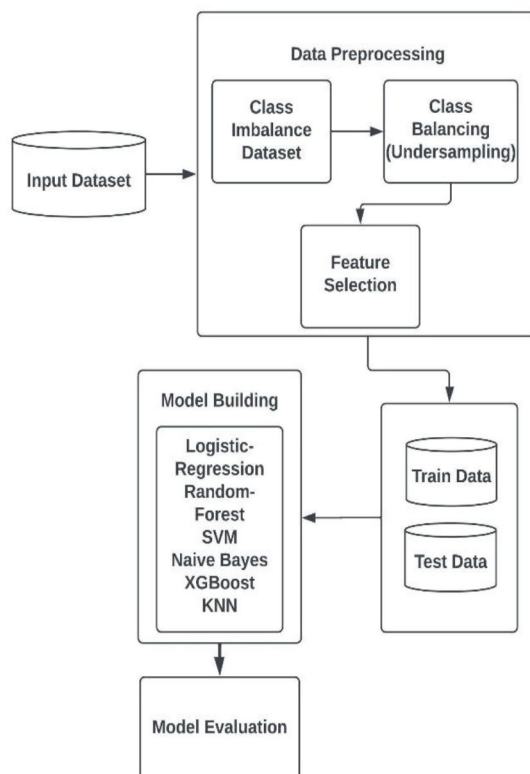 Data Preprocessing
Class
Imbalance
Dataset
Class
Balancing
(Undersampling)
Input Dataset
Feature
Selection
Model Building
Logistic-
Regression
Random-
Forest
SVM
Naive Bayes
XGBoost
KNN
Train Data
Test Data
Model Evaluation